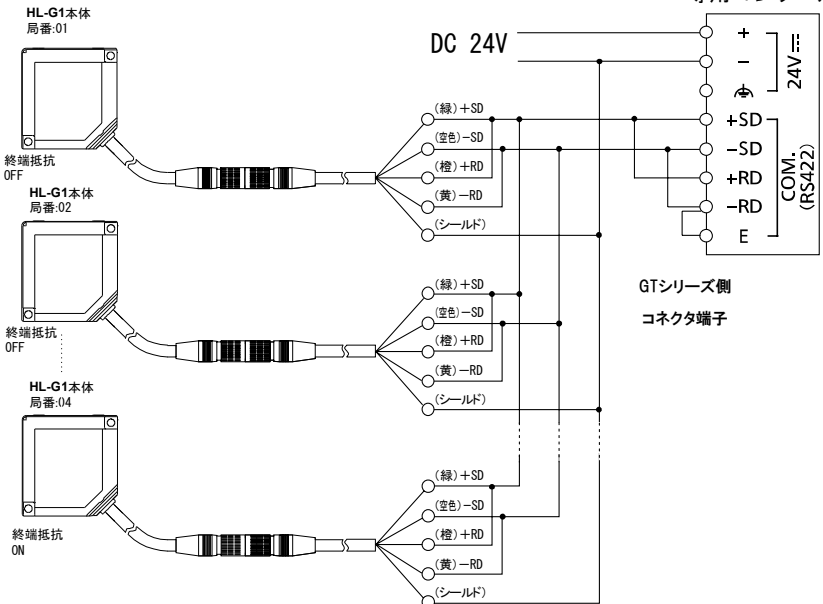 HL-G1本体
局番:01
終端抵抗
OFF
HL-G1本体
局番:02
終端抵抗
OFF
HL-G1本体
局番:04
終端抵抗
ON
(緑)+SD
(空色)-SD
(橙)+RD
(黄)-RD
(シールド)
(緑)+SD
(空色)-SD
(橙)+RD
(黄)-RD
(シールド)
(緑)+SD
(空色)-SD
(橙)+RD
(黄)-RD
(シールド)
DC 24V
+
-
24V
+SD
-SD
+RD
-RD
E
COM.
(RS422)
GTシリーズ側
コネクタ端子